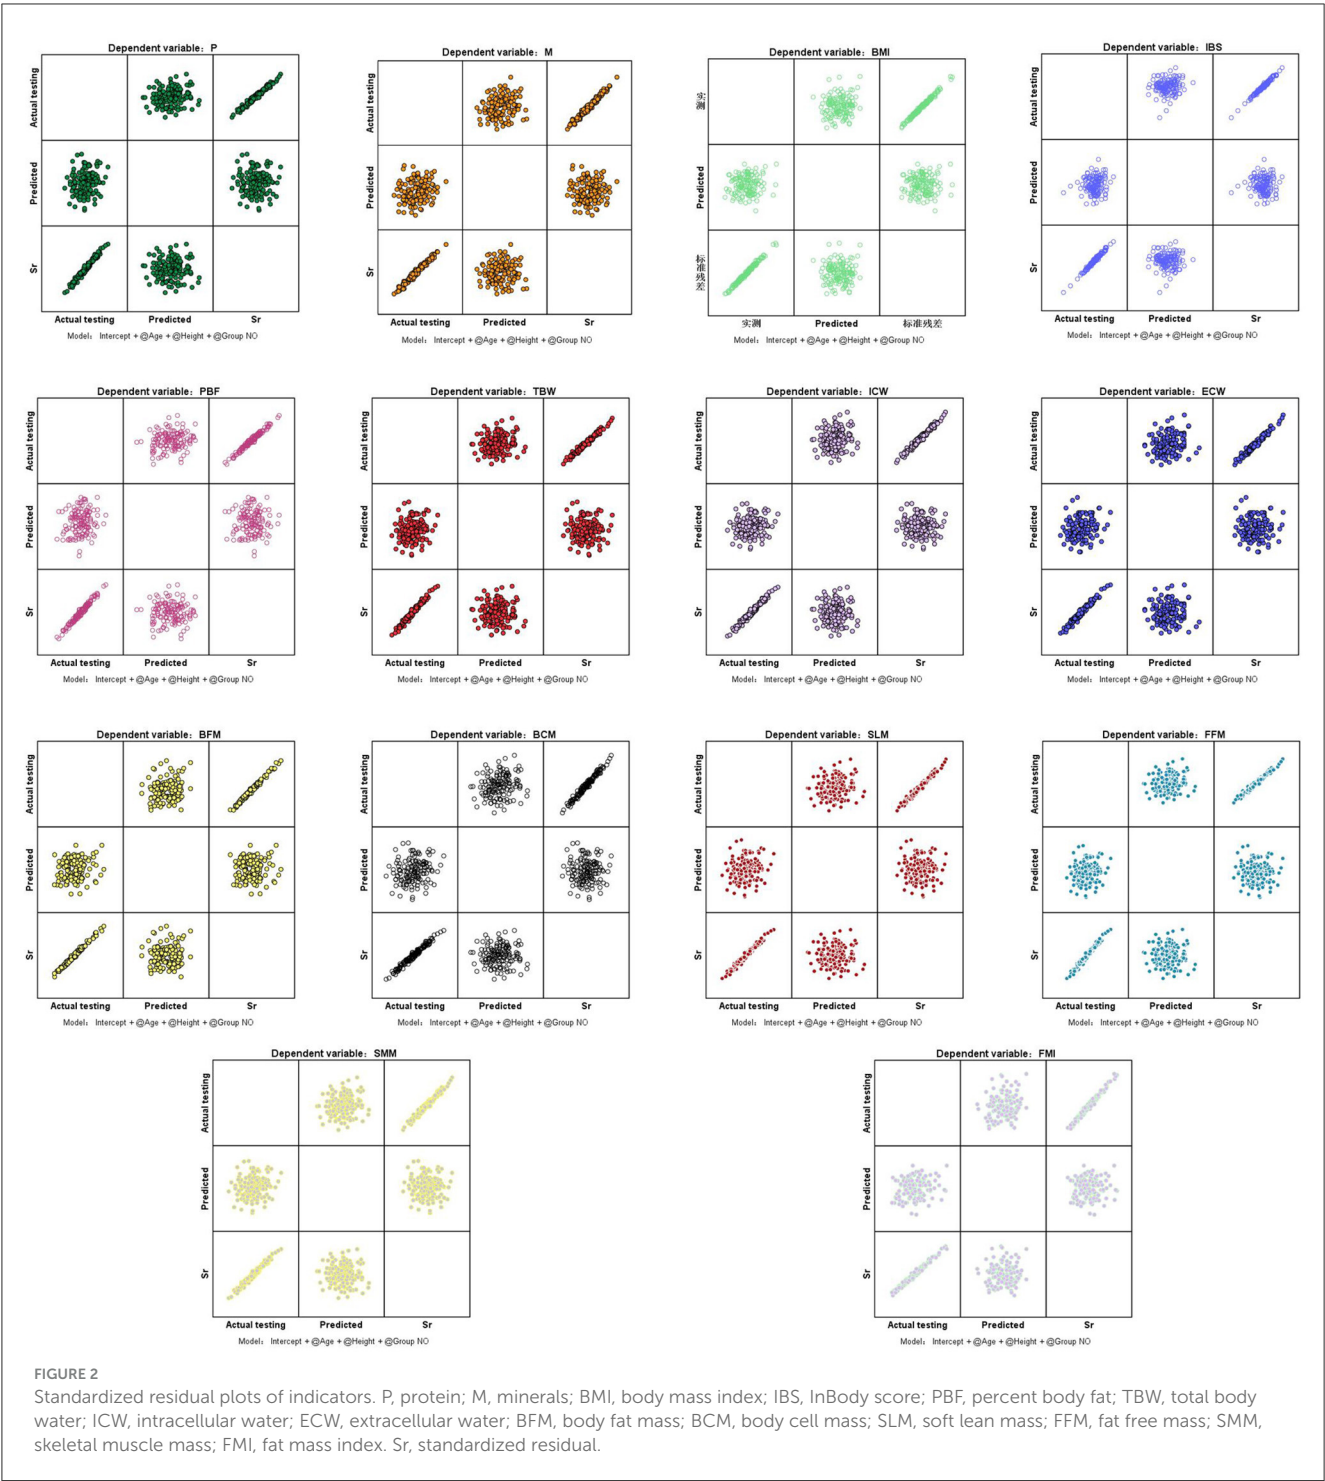 Dependent variable: P
Actual testing
Predicted
Sr
Actual testing Predicted Sr
Model: Intercept + @Age + @Height + @Group NO
Dependent variable: M
Actual testing
Predicted
Sr
Actual testing Predicted Sr
Model: Intercept + @Age + @Height + @Group NO
Dependent variable: BMI
实测
标准残差
实测 Predicted 标准残差
Model: Intercept + @Age + @Height + @Group NO
Dependent variable: IBS
Actual testing
Predicted
Sr
Actual testing Predicted Sr
Model: Intercept + @Age + @Height + @Group NO
Dependent variable: PBF
Actual testing
Predicted
Sr
Actual testing Predicted Sr
Model: Intercept + @Age + @Height + @Group NO
Dependent variable: TBW
Actual testing
Predicted
Sr
Actual testing Predicted Sr
Model: Intercept + @Age + @Height + @Group NO
Dependent variable: ICW
Actual testing
Predicted
Sr
Actual testing Predicted Sr
Model: Intercept + @Age + @Height + @Group NO
Dependent variable: ECW
Actual testing
Predicted
Sr
Actual testing Predicted Sr
Model: Intercept + @Age + @Height + @Group NO
Dependent variable: BFM
Actual testing
Predicted
Sr
Actual testing Predicted Sr
Model: Intercept + @Age + @Height + @Group NO
Dependent variable: BCM
Actual testing
Predicted
Sr
Actual testing Predicted Sr
Model: Intercept + @Age + @Height + @Group NO
Dependent variable: SLM
Actual testing
Predicted
Sr
Actual testing Predicted Sr
Model: Intercept + @Age + @Height + @Group NO
Dependent variable: FFM
Actual testing
Predicted
Sr
Actual testing Predicted Sr
Model: Intercept + @Age + @Height + @Group NO
Dependent variable: SMM
Actual testing
Predicted
Sr
Actual testing Predicted Sr
Model: Intercept + @Age + @Height + @Group NO
Dependent variable: FMI
Actual testing
Predicted
Sr
Actual testing Predicted Sr
Model: Intercept + @Age + @Height + @Group NO
FIGURE 2
Standardized residual plots of indicators. P, protein; M, minerals; BMI, body mass index; IBS, InBody score; PBF, percent body fat; TBW, total body
water; ICW, intracellular water; ECW, extracellular water; BFM, body fat mass; BCM, body cell mass; SLM, soft lean mass; FFM, fat free mass; SMM,
skeletal muscle mass; FMI, fat mass index. Sr, standardized residual.